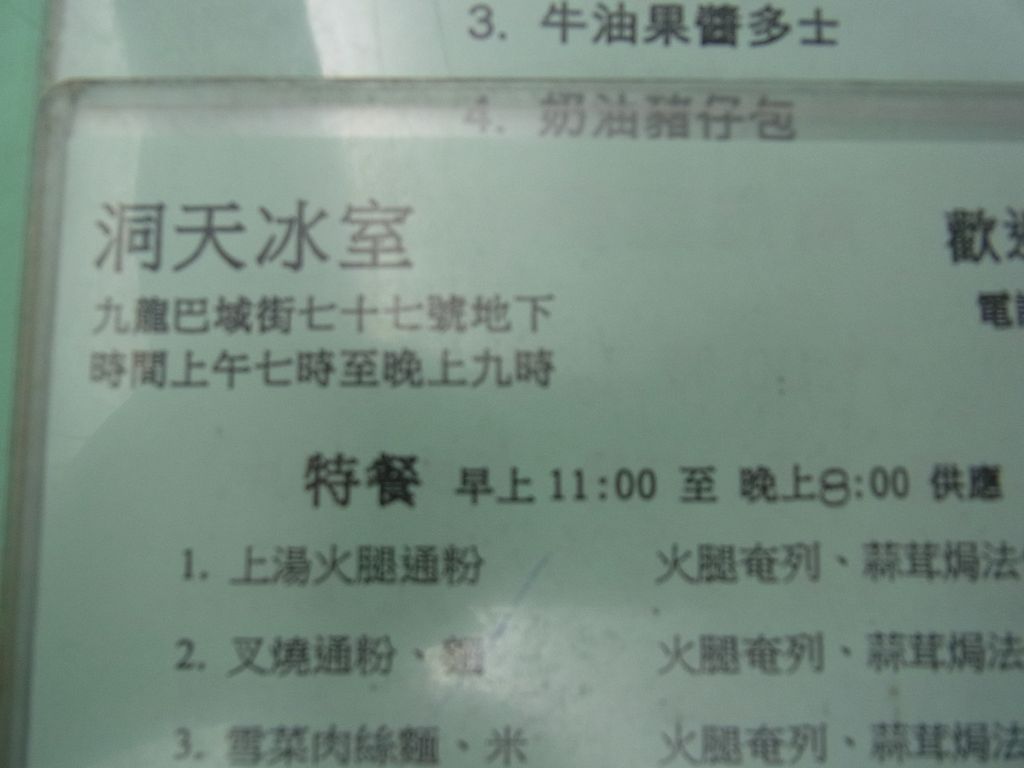 3. 牛油果醬多士
4. 奶油豬仔包
洞天冰室 歡迎
九龍巴域街七十七號地下 電話
時間上午七時至晚上九時
特餐 早上 11:00 至 晚上8:00 供應
1. 上湯火腿通粉 火腿奄列、蒜茸焗法
2. 叉燒通粉、麵 火腿奄列、蒜茸焗法
3. 雪菜肉絲麵、米 火腿奄列、蒜茸焗法